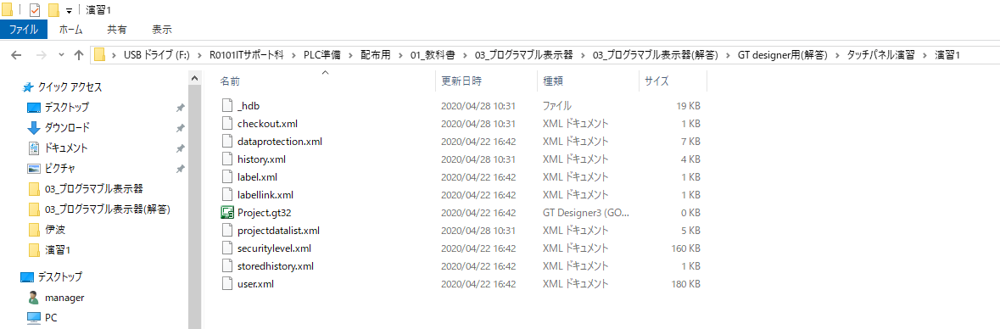 演習1
ファイル ホーム 共有 表示
USB ドライブ (F:) R0101ITサポート科 PLC準備 配布用 01_教科書 03_プログラマブル表示器 03_プログラマブル表示器(解答) GT designer用(解答) タッチパネル演習 演習1
クイック アクセス
デスクトップ
ダウンロード
ドキュメント
ピクチャ
03_プログラマブル表示器
03_プログラマブル表示器(解答)
伊波
演習1
デスクトップ
manager
PC
名前 更新日時 種類 サイズ
_hdb 2020/04/28 10:31 ファイル 19 KB
checkout.xml 2020/04/28 10:31 XML ドキュメント 1 KB
dataprotection.xml 2020/04/22 16:42 XML ドキュメント 7 KB
history.xml 2020/04/28 10:31 XML ドキュメント 4 KB
label.xml 2020/04/22 16:42 XML ドキュメント 1 KB
labellink.xml 2020/04/22 16:42 XML ドキュメント 1 KB
Project.gt32 2020/04/22 16:42 GT Designer3 (GO... 0 KB
projectdatalist.xml 2020/04/28 10:31 XML ドキュメント 5 KB
securitylevel.xml 2020/04/22 16:42 XML ドキュメント 160 KB
storedhistory.xml 2020/04/22 16:42 XML ドキュメント 1 KB
user.xml 2020/04/22 16:42 XML ドキュメント 180 KB